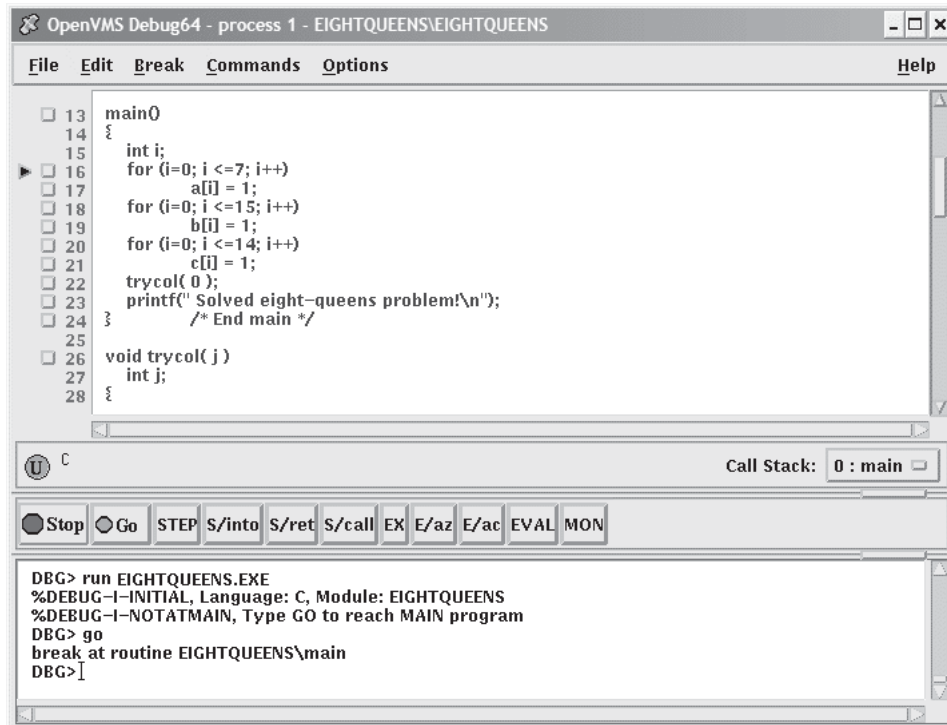 OpenVMS Debug64 - process 1 - EIGHTQUEENS\EIGHTQUEENS
File Edit Break Commands Options Help
13 main()
14 {
15 int i;
16 for (i=0; i <=7; i++)
17 a[i] = 1;
18 for (i=0; i <=15; i++)
19 b[i] = 1;
20 for (i=0; i <=14; i++)
21 c[i] = 1;
22 trycol( 0 );
23 printf(" Solved eight-queens problem!\n");
24 } /* End main */
25
26 void trycol( j )
27 int j;
28 {
U C Call Stack: 0 : main
Stop Go STEP S/into S/ret S/call EX E/az E/ac EVAL MON
DBG> run EIGHTQUEENS.EXE
%DEBUG-I-INITIAL, Language: C, Module: EIGHTQUEENS
%DEBUG-I-NOTATMAIN, Type GO to reach MAIN program
DBG> go
break at routine EIGHTQUEENS\main
DBG>